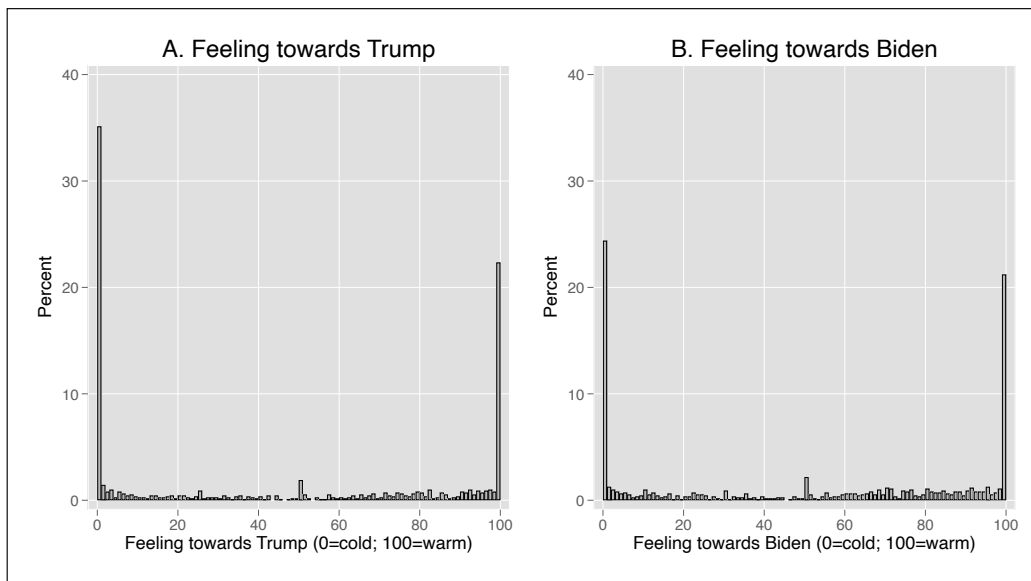 A. Feeling towards Trump
40
30
20
10
0
Percent
0 20 40 60 80 100
Feeling towards Trump (0=cold; 100=warm)
B. Feeling towards Biden
40
30
20
10
0
Percent
0 20 40 60 80 100
Feeling towards Biden (0=cold; 100=warm)